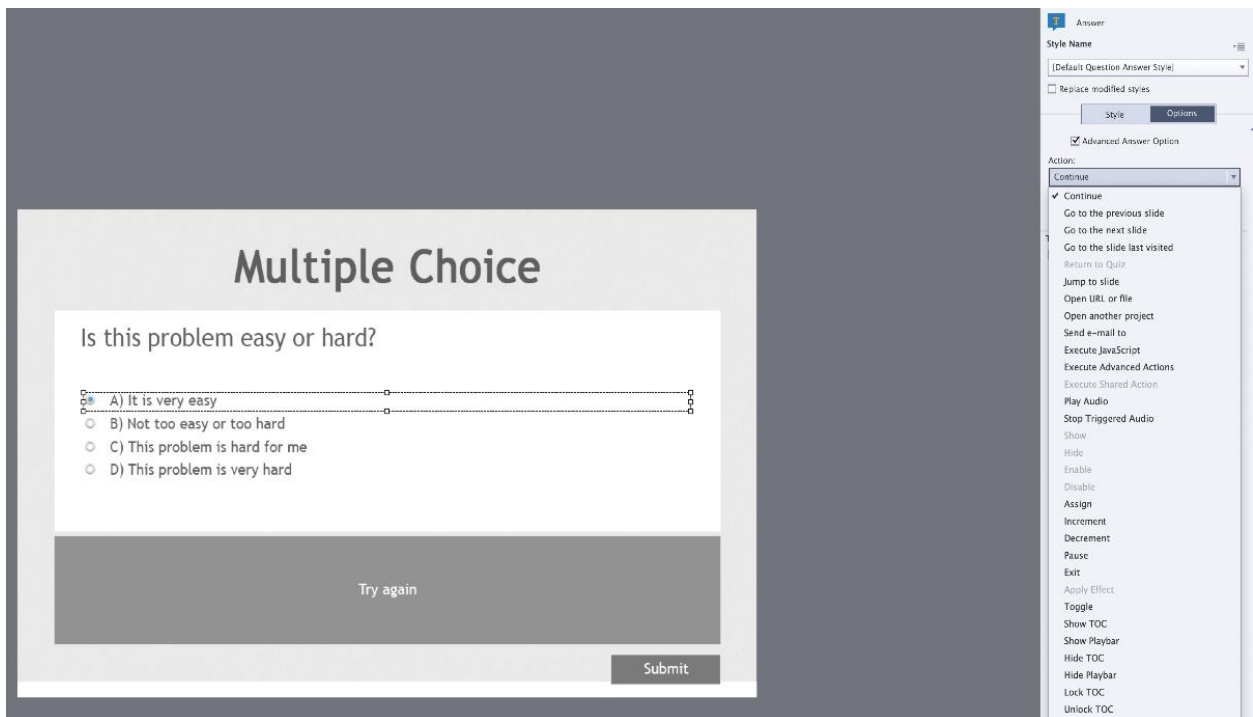 Answer
Style Name
[Default Question Answer Style]
Replace modified styles
Style
Options
Advanced Answer Option
Action:
Continue
Continue
Go to the previous slide
Go to the next slide
Go to the slide last visited
Return to Quiz
Jump to slide
Open URL or file
Open another project
Send e-mail to
Execute JavaScript
Execute Advanced Actions
Execute Shared Action
Play Audio
Stop Triggered Audio
Show
Hide
Enable
Disable
Assign
Increment
Decrement
Pause
Exit
Apply Effect
Toggle
Show TOC
Show Playbar
Hide TOC
Hide Playbar
Lock TOC
Unlock TOC
Multiple Choice
Is this problem easy or hard?
A) It is very easy
B) Not too easy or too hard
C) This problem is hard for me
D) This problem is very hard
Try again
Submit